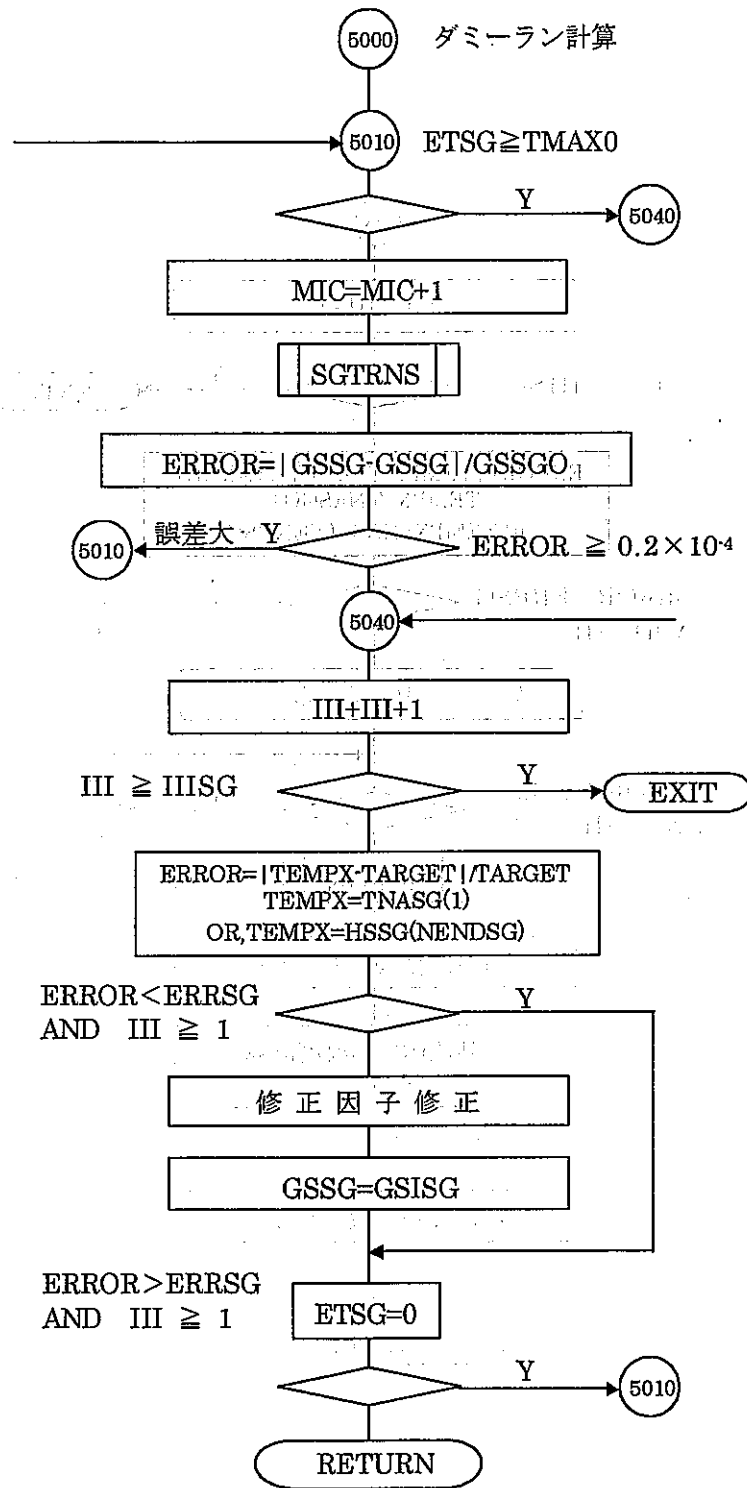 5000 ダミーラン計算
5010 ETSG≧TMAX0
Y
5040
MIC=MIC+1
SGTRNS
ERROR=|GSSG-GSSG|/GSSGO
5010 誤差大 Y ERROR ≧ 0.2×10-4
5040
III+III+1
III ≧ IIISG Y EXIT
ERROR=|TEMPX-TARGET|/TARGET
TEMPX=TNASG(1)
OR,TEMPX=HSSG(NENDSG)
ERROR<ERRSG Y
AND III ≧ 1
修正因子修正
GSSG=GSISG
ERROR>ERRSG
AND III ≧ 1
ETSG=0
Y
5010
RETURN